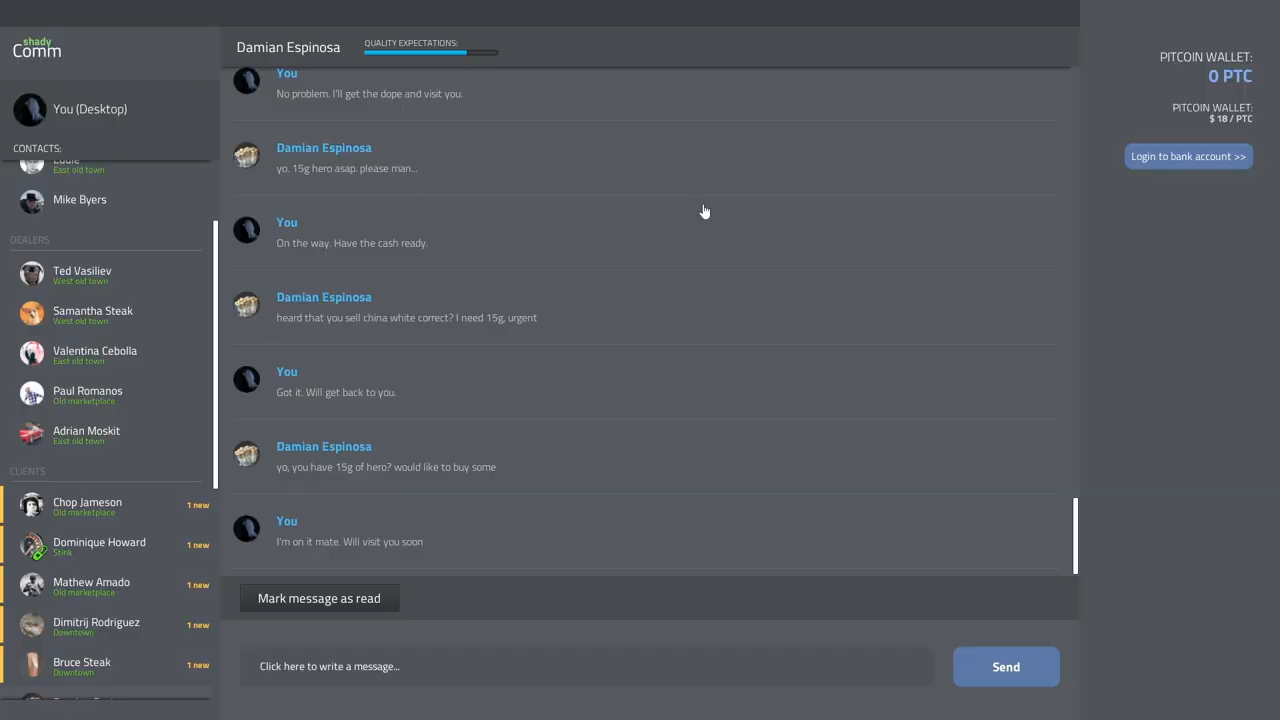 shady
Comm
You (Desktop)
CONTACTS:
Eddie
East old town
Mike Byers
DEALERS
Ted Vasiliev
West old town
Samantha Steak
West old town
Valentina Cebolla
East old town
Paul Romanos
Old marketplace
Adrian Moskit
East old town
CLIENTS
Chop Jameson
Old marketplace
1 new
Dominique Howard
Stink
1 new
Mathew Amado
Old marketplace
1 new
Dimitrij Rodriguez
Downtown
1 new
Bruce Steak
Downtown
1 new
Damian Espinosa
QUALITY EXPECTATIONS:
You
No problem. I'll get the dope and visit you.
Damian Espinosa
yo. 15g hero asap. please man...
You
On the way. Have the cash ready.
Damian Espinosa
heard that you sell china white correct? I need 15g, urgent
You
Got it. Will get back to you.
Damian Espinosa
yo, you have 15g of hero? would like to buy some
You
I'm on it mate. Will visit you soon
Mark message as read
Click here to write a message...
Send
PITCOIN WALLET:
0 PTC
PITCOIN WALLET:
$ 18 / PTC
Login to bank account >>